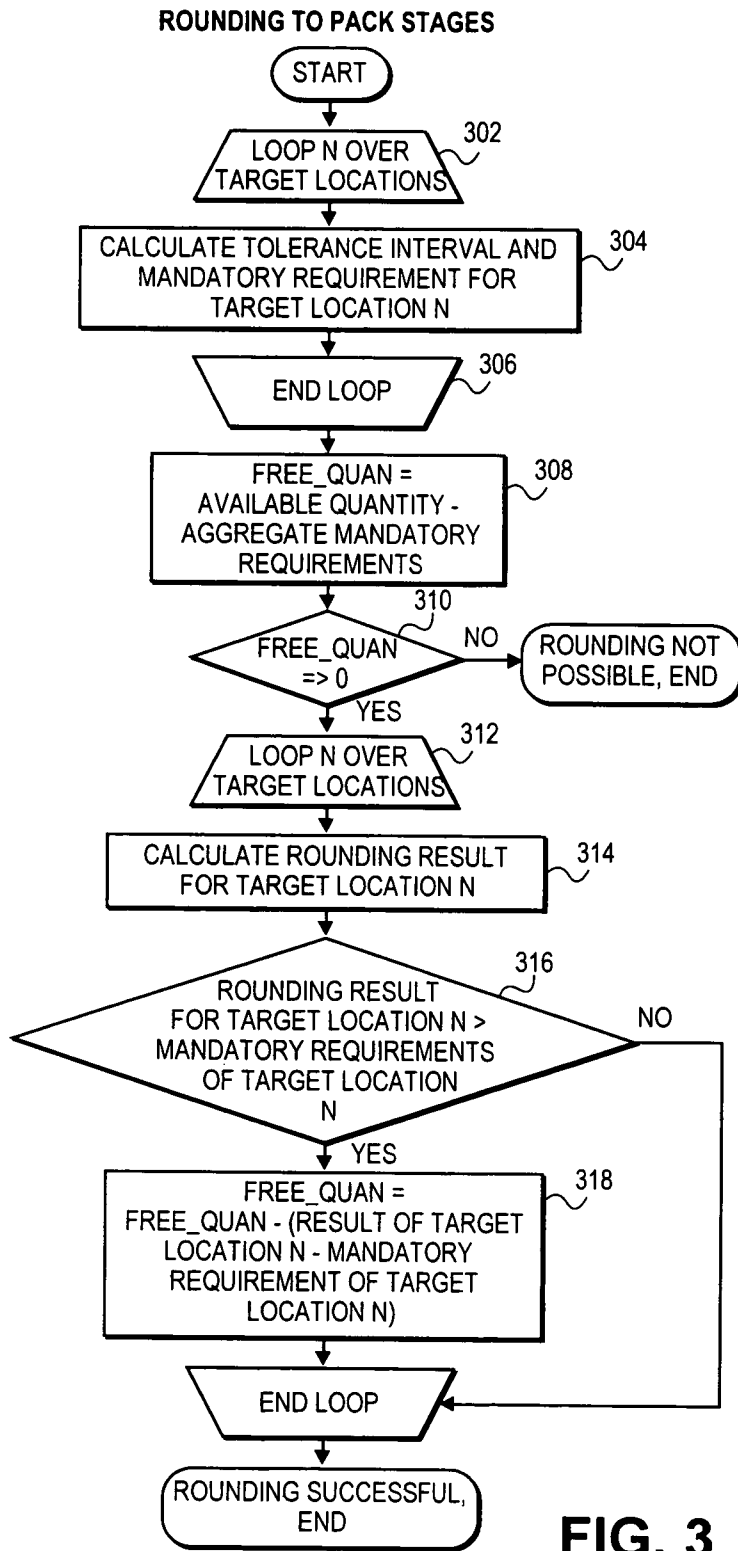 ROUNDING TO PACK STAGES
START
302
LOOP N OVER
TARGET LOCATIONS
304
CALCULATE TOLERANCE INTERVAL AND
MANDATORY REQUIREMENT FOR
TARGET LOCATION N
306
END LOOP
308
FREE_QUAN =
AVAILABLE QUANTITY -
AGGREGATE MANDATORY
REQUIREMENTS
310
FREE_QUAN
=> 0
NO
ROUNDING NOT
POSSIBLE, END
YES
312
LOOP N OVER
TARGET LOCATIONS
314
CALCULATE ROUNDING RESULT
FOR TARGET LOCATION N
316
ROUNDING RESULT
FOR TARGET LOCATION N >
MANDATORY REQUIREMENTS
OF TARGET LOCATION
N
NO
YES
318
FREE_QUAN =
FREE_QUAN - (RESULT OF TARGET
LOCATION N - MANDATORY
REQUIREMENT OF TARGET
LOCATION N)
END LOOP
ROUNDING SUCCESSFUL,
END
FIG. 3